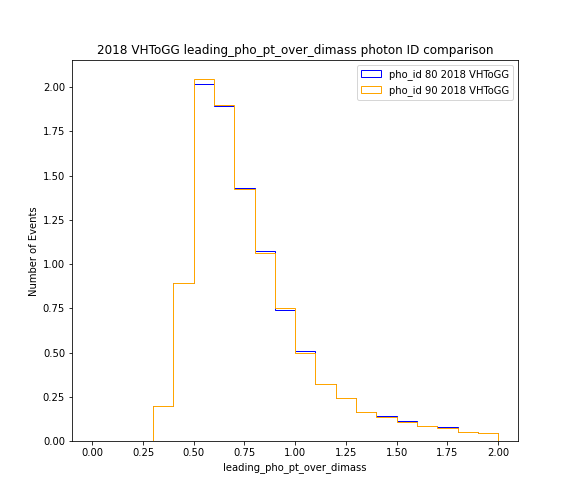 2018 VHToGG leading_pho_pt_over_dimass photon ID comparison
pho_id 80 2018 VHToGG
pho_id 90 2018 VHToGG
Number of Events
2.00
1.75
1.50
1.25
1.00
0.75
0.50
0.25
0.00
0.00 0.25 0.50 0.75 1.00 1.25 1.50 1.75 2.00
leading_pho_pt_over_dimass